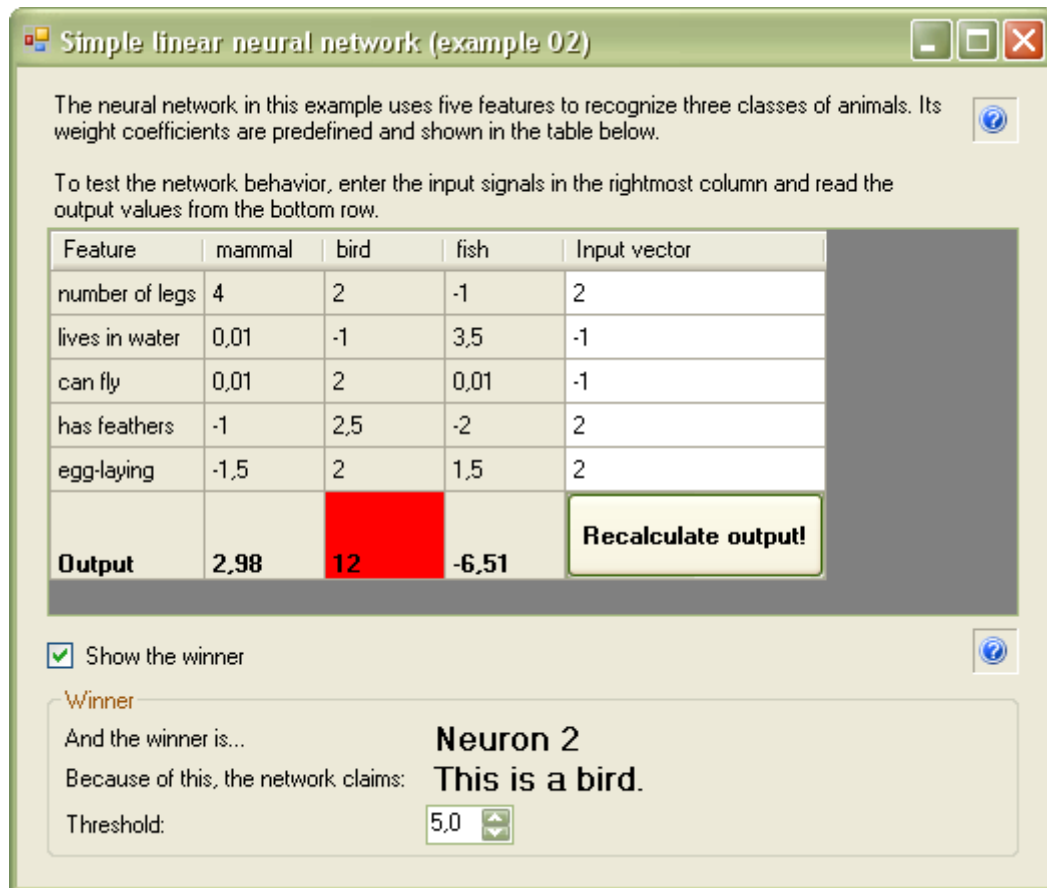 Simple linear neural network (example 02)
The neural network in this example uses five features to recognize three classes of animals. Its
weight coefficients are predefined and shown in the table below.
To test the network behavior, enter the input signals in the rightmost column and read the
output values from the bottom row.
Feature mammal bird fish Input vector
number of legs 4 2 -1 2
lives in water 0,01 -1 3,5 -1
can fly 0,01 2 0,01 -1
has feathers -1 2,5 -2 2
egg-laying -1,5 2 1,5 2
Output 2,98 12 -6,51 Recalculate output!
Show the winner
Winner
And the winner is... Neuron 2
Because of this, the network claims: This is a bird.
Threshold: 5,0